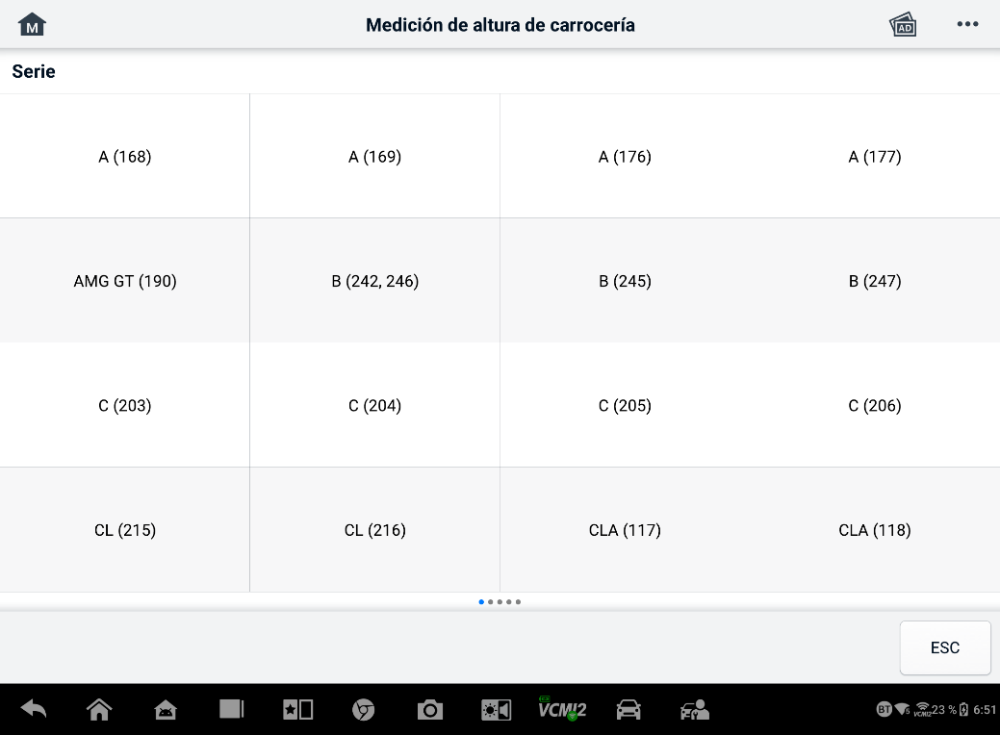 M
Medición de altura de carrocería
AD
Serie
A (168)
A (169)
A (176)
A (177)
AMG GT (190)
B (242, 246)
B (245)
B (247)
C (203)
C (204)
C (205)
C (206)
CL (215)
CL (216)
CLA (117)
CLA (118)
ESC
VCMI2
BT
5
VCMI2
23 %
6:51